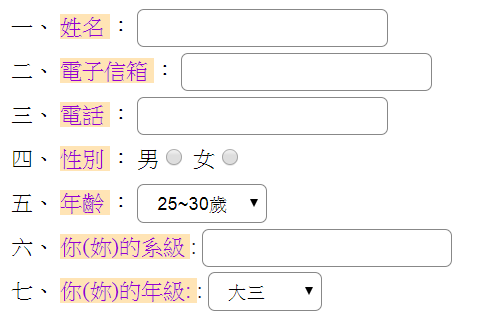 一、姓名：
二、電子信箱：
三、電話：
四、性別： 男 女
五、年齡： 25~30歲
六、你(妳)的系級:
七、你(妳)的年級:: 大三